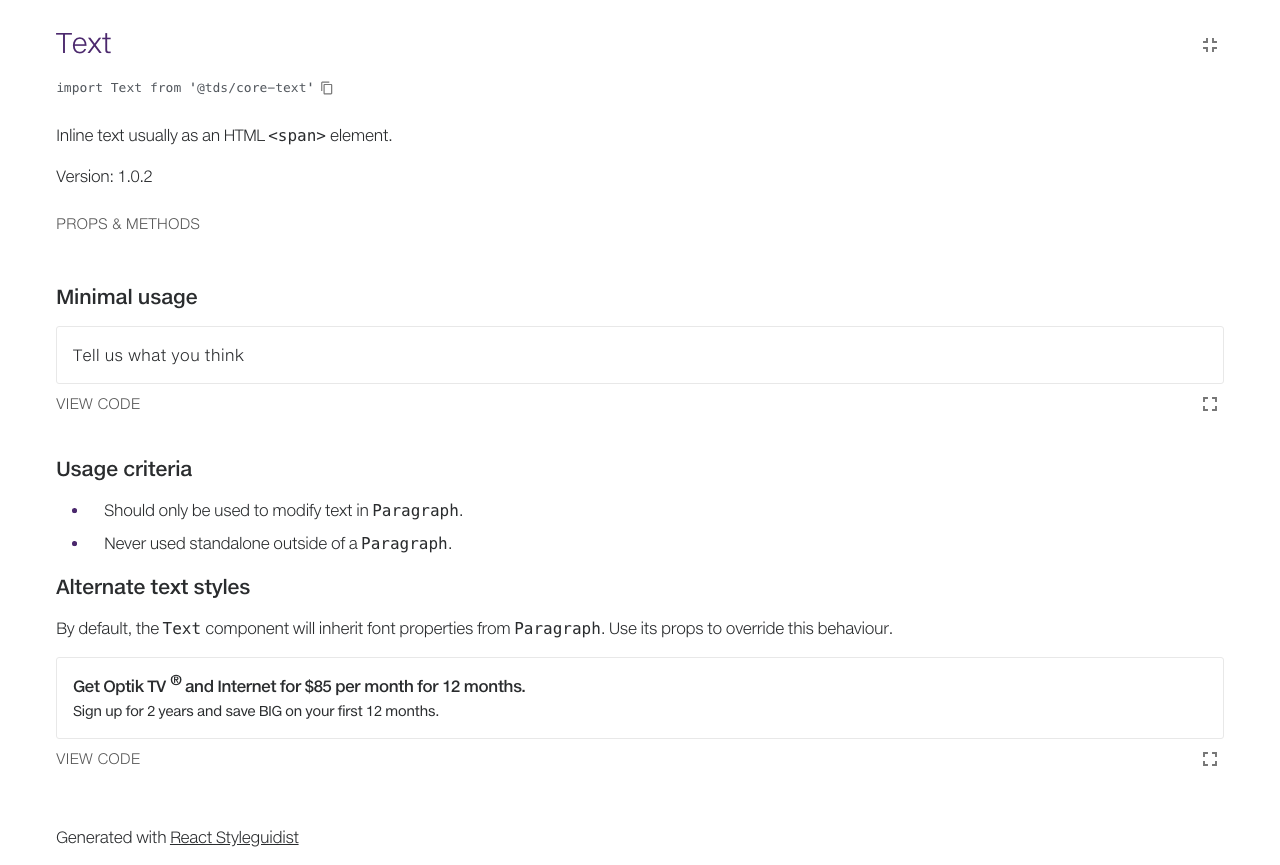 Text
import Text from '@tds/core-text'
Inline text usually as an HTML <span> element.
Version: 1.0.2
PROPS & METHODS
Minimal usage
Tell us what you think
VIEW CODE
Usage criteria
• Should only be used to modify text in Paragraph.
• Never used standalone outside of a Paragraph.
Alternate text styles
By default, the Text component will inherit font properties from Paragraph. Use its props to override this behaviour.
Get Optik TV ® and Internet for $85 per month for 12 months.
Sign up for 2 years and save BIG on your first 12 months.
VIEW CODE
Generated with React Styleguidist